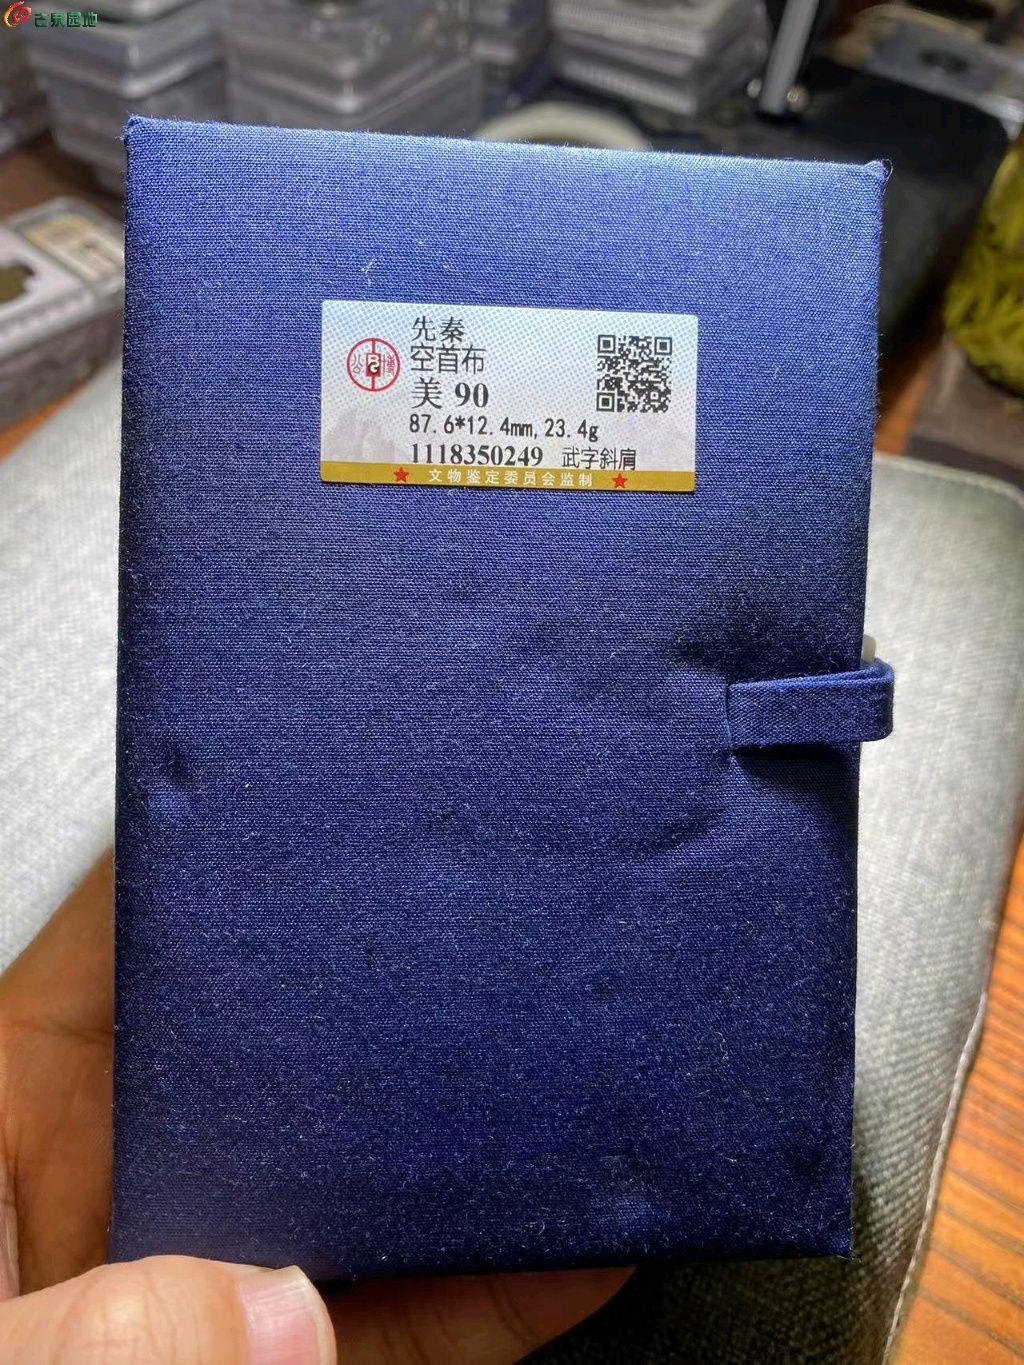 古泉园地
先秦
空首布
美 90
87.6*12.4mm,23.4g
1118350249 武字斜肩
★ 文物鉴定委员会监制 ★